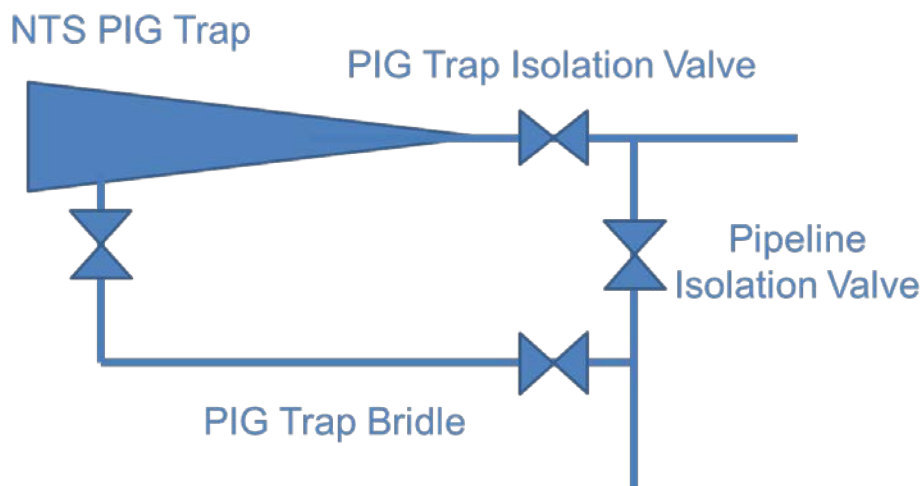 NTS PIG Trap
PIG Trap Isolation Valve
Pipeline
Isolation Valve
PIG Trap Bridle